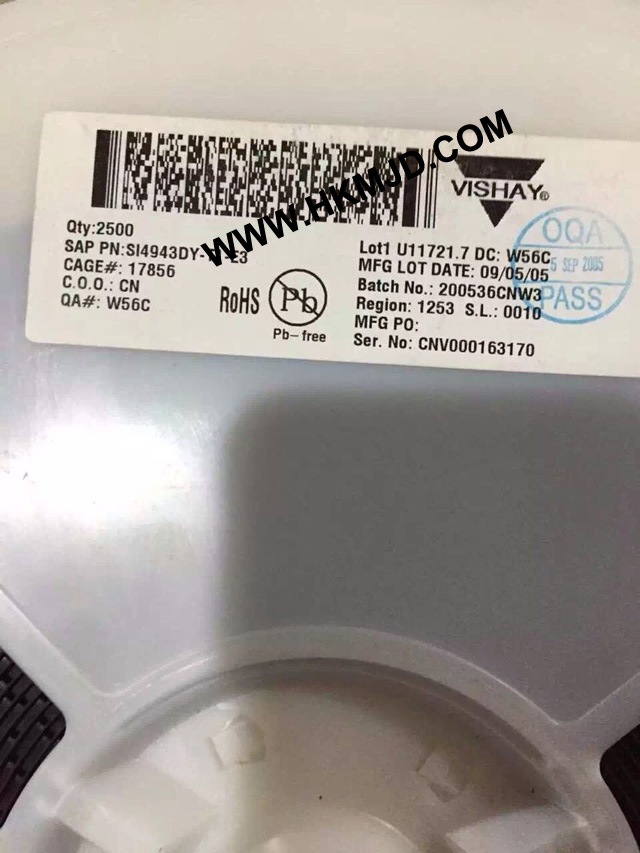 WWW.HKMJD.COM
VISHAY®
Qty:2500
SAP PN:SI4943DY- -E3
CAGE#: 17856
C.O.O.: CN
QA#: W56C
RoHS
Pb
Pb-free
Lot1 U11721.7 DC: W56C
MFG LOT DATE: 09/05/05
Batch No.: 200536CNW3
Region: 1253 S.L.: 0010
MFG PO:
Ser. No: CNV000163170
OQA
5 SEP 2005
PASS